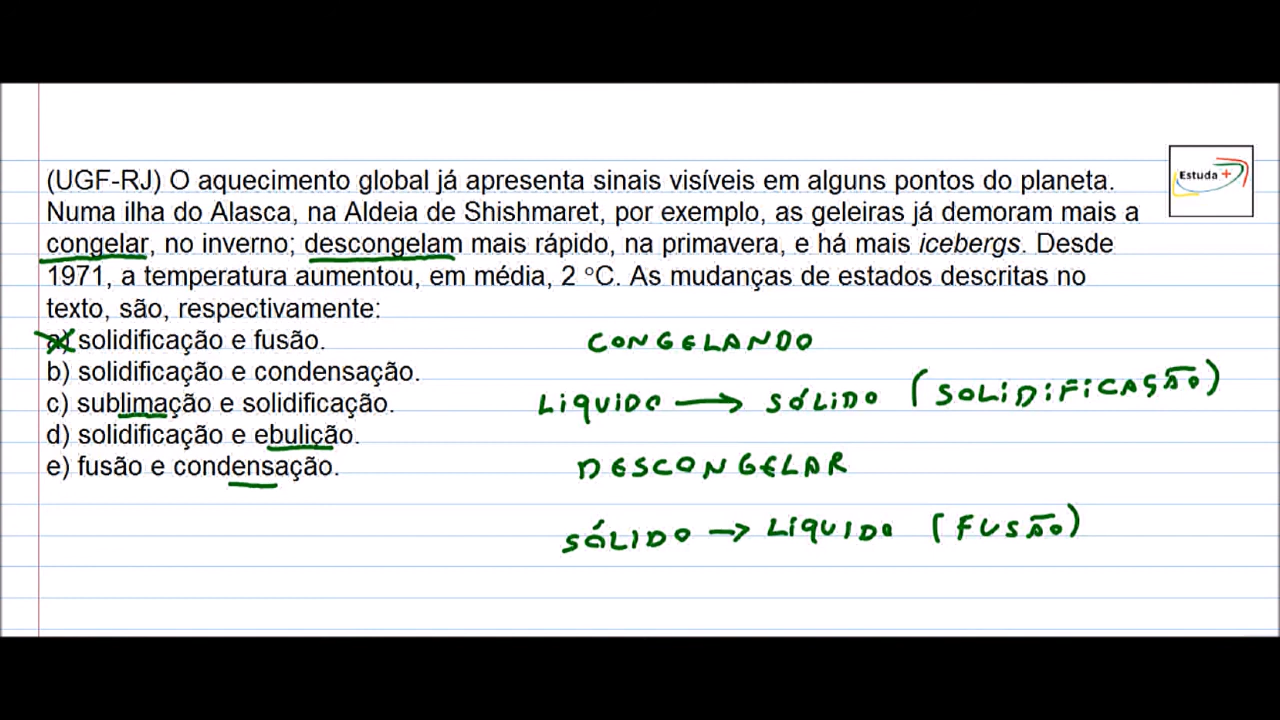 Estuda +
(UGF-RJ) O aquecimento global já apresenta sinais visíveis em alguns pontos do planeta.
Numa ilha do Alasca, na Aldeia de Shishmaret, por exemplo, as geleiras já demoram mais a
congelar, no inverno; descongelam mais rápido, na primavera, e há mais icebergs. Desde
1971, a temperatura aumentou, em média, 2 °C. As mudanças de estados descritas no
texto, são, respectivamente:
a) solidificação e fusão.
b) solidificação e condensação.
c) sublimação e solidificação.
d) solidificação e ebulição.
e) fusão e condensação.
CONGELANDO
LIQUIDO → SÓLIDO (SOLIDIFICAÇÃO)
DESCONGELAR
SÓLIDO → LIQUIDO (FUSÃO)